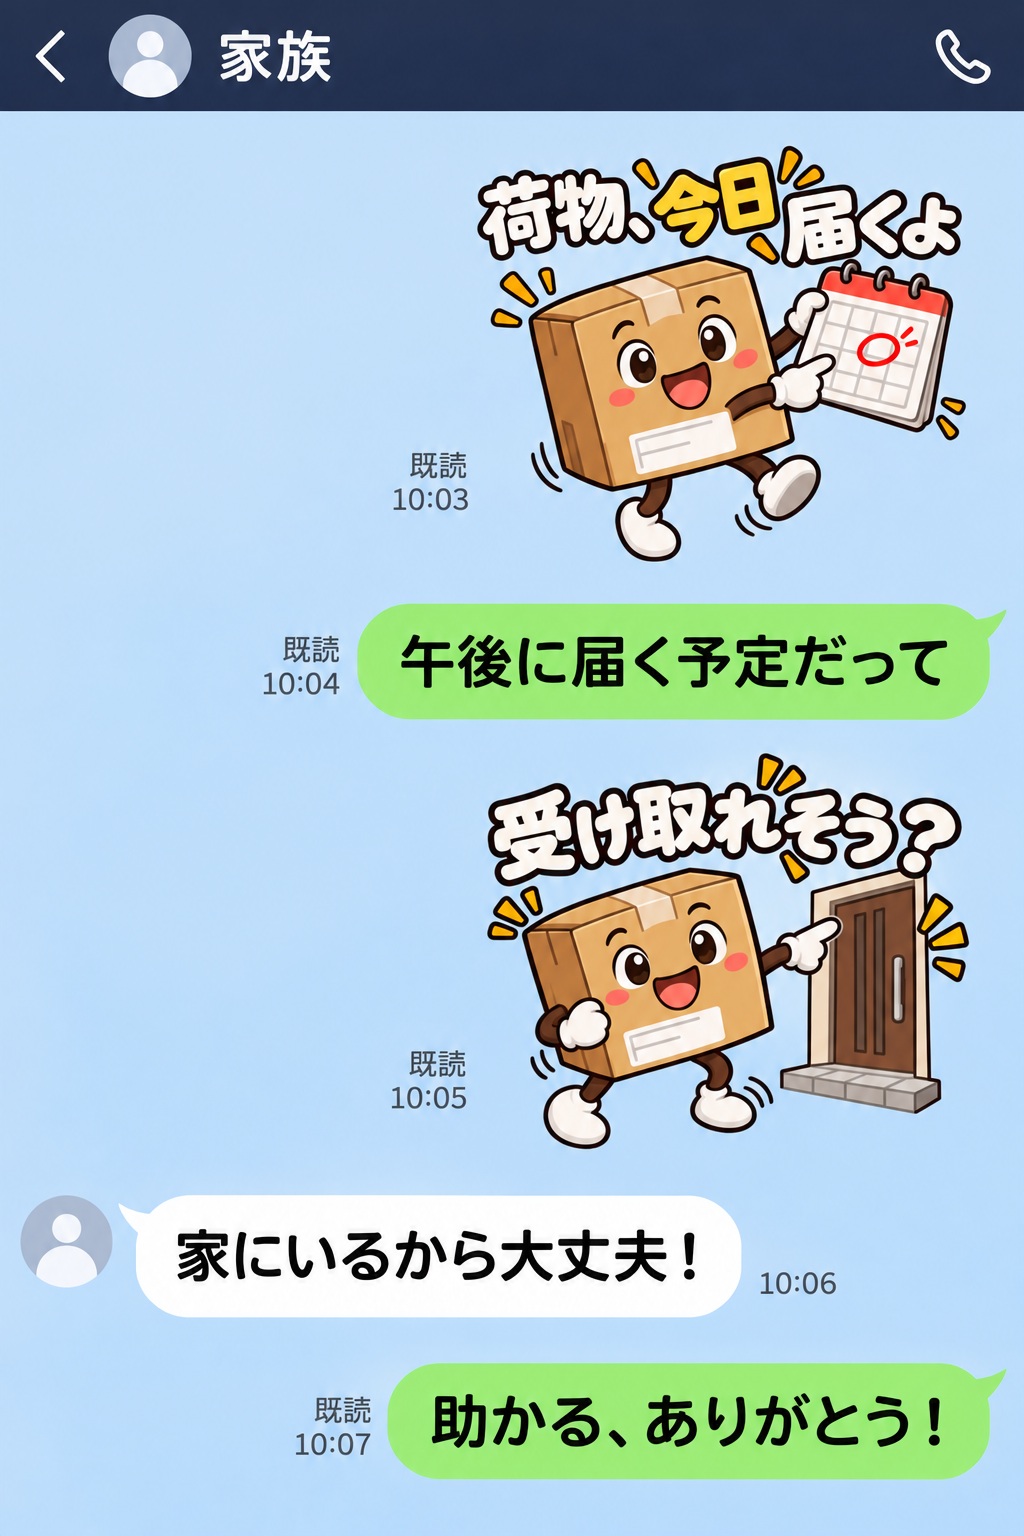 家族
荷物、今日届くよ
既読
10:03
午後に届く予定だって
既読
10:04
受け取れそう？
既読
10:05
家にいるから大丈夫！
10:06
助かる、ありがとう！
既読
10:07